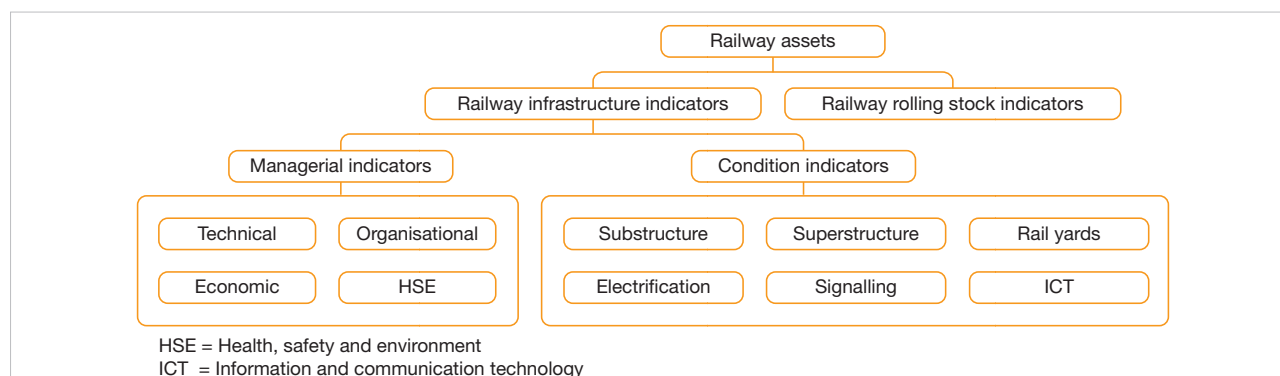 Railway assets
Railway infrastructure indicators
Railway rolling stock indicators
Managerial indicators
Condition indicators
Technical
Organisational
Economic
HSE
Substructure
Superstructure
Rail yards
Electrification
Signalling
ICT
HSE = Health, safety and environment
ICT = Information and communication technology